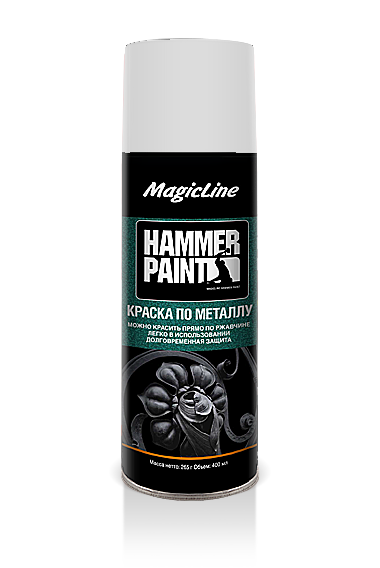 MagicLine
HAMMER
PAINT
КРАСКА ПО МЕТАЛЛУ
МОЖНО КРАСИТЬ ПРЯМО ПО РЖАВЧИНЕ
ЛЕГКО В ИСПОЛЬЗОВАНИИ
ДОЛГОВРЕМЕННАЯ ЗАЩИТА
Масса нетто: 265 г Объем: 400 мл